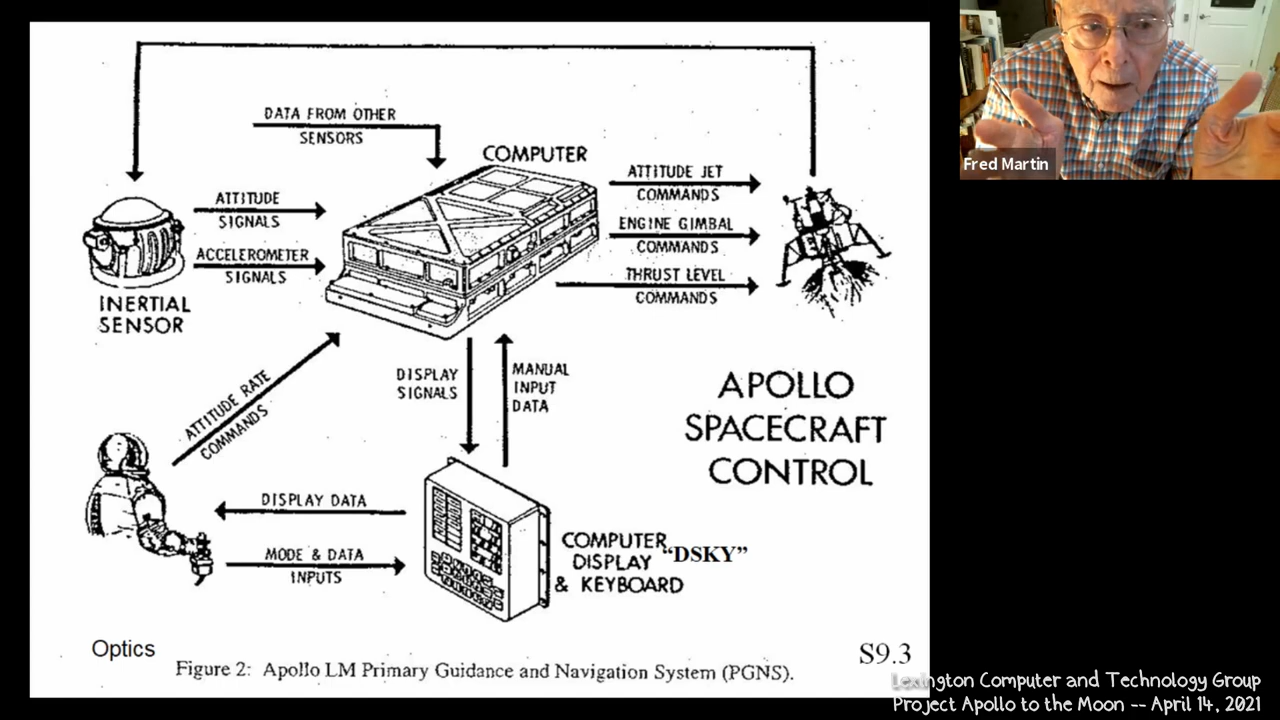 DATA FROM OTHER
SENSORS
COMPUTER
ATTITUDE JET
COMMANDS
ATTITUDE
SIGNALS
ENGINE GIMBAL
COMMANDS
ACCELEROMETER
SIGNALS
THRUST LEVEL
COMMANDS
INERTIAL
SENSOR
DISPLAY
SIGNALS
MANUAL
INPUT
DATA
ATTITUDE RATE
COMMANDS
APOLLO
SPACECRAFT
CONTROL
DISPLAY DATA
MODE & DATA
INPUTS
COMPUTER
DISPLAY
& KEYBOARD
“DSKY”
Optics
S9.3
Figure 2: Apollo LM Primary Guidance and Navigation System (PGNS).
Fred Martin
Lexington Computer and Technology Group
Project Apollo to the Moon -- April 14, 2021